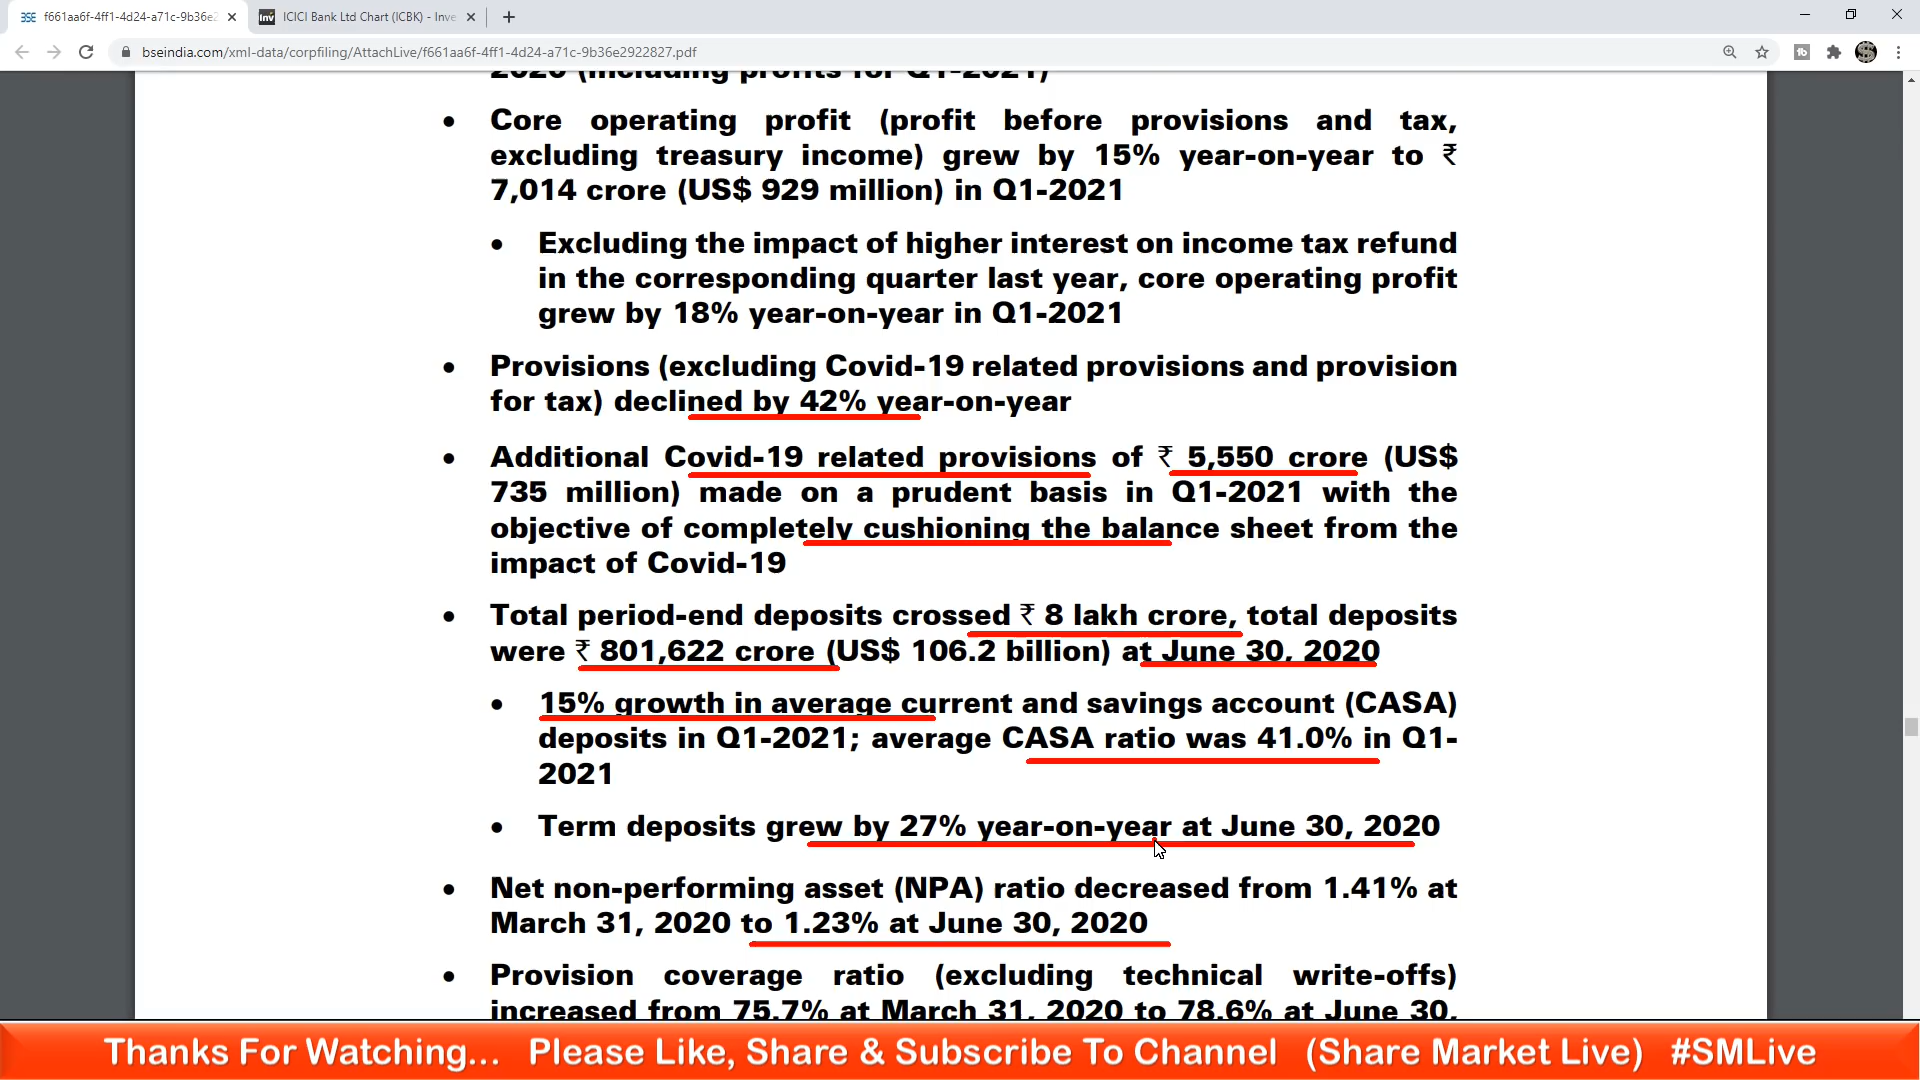 f661aa6f-4ff1-4d24-a71c-9b36e2
ICICI Bank Ltd Chart (ICBK) - Inve
bseindia.com/xml-data/corpfiling/AttachLive/f661aa6f-4ff1-4d24-a71c-9b36e2922827.pdf
2020 (including profits for Q1-2021)
• Core operating profit (profit before provisions and tax,
excluding treasury income) grew by 15% year-on-year to ₹
7,014 crore (US$ 929 million) in Q1-2021
• Excluding the impact of higher interest on income tax refund
in the corresponding quarter last year, core operating profit
grew by 18% year-on-year in Q1-2021
• Provisions (excluding Covid-19 related provisions and provision
for tax) declined by 42% year-on-year
• Additional Covid-19 related provisions of ₹ 5,550 crore (US$
735 million) made on a prudent basis in Q1-2021 with the
objective of completely cushioning the balance sheet from the
impact of Covid-19
• Total period-end deposits crossed ₹ 8 lakh crore, total deposits
were ₹ 801,622 crore (US$ 106.2 billion) at June 30, 2020
• 15% growth in average current and savings account (CASA)
deposits in Q1-2021; average CASA ratio was 41.0% in Q1-
2021
• Term deposits grew by 27% year-on-year at June 30, 2020
• Net non-performing asset (NPA) ratio decreased from 1.41% at
March 31, 2020 to 1.23% at June 30, 2020
• Provision coverage ratio (excluding technical write-offs)
increased from 75.7% at March 31, 2020 to 78.6% at June 30,
Thanks For Watching... Please Like, Share & Subscribe To Channel (Share Market Live) #SMLive